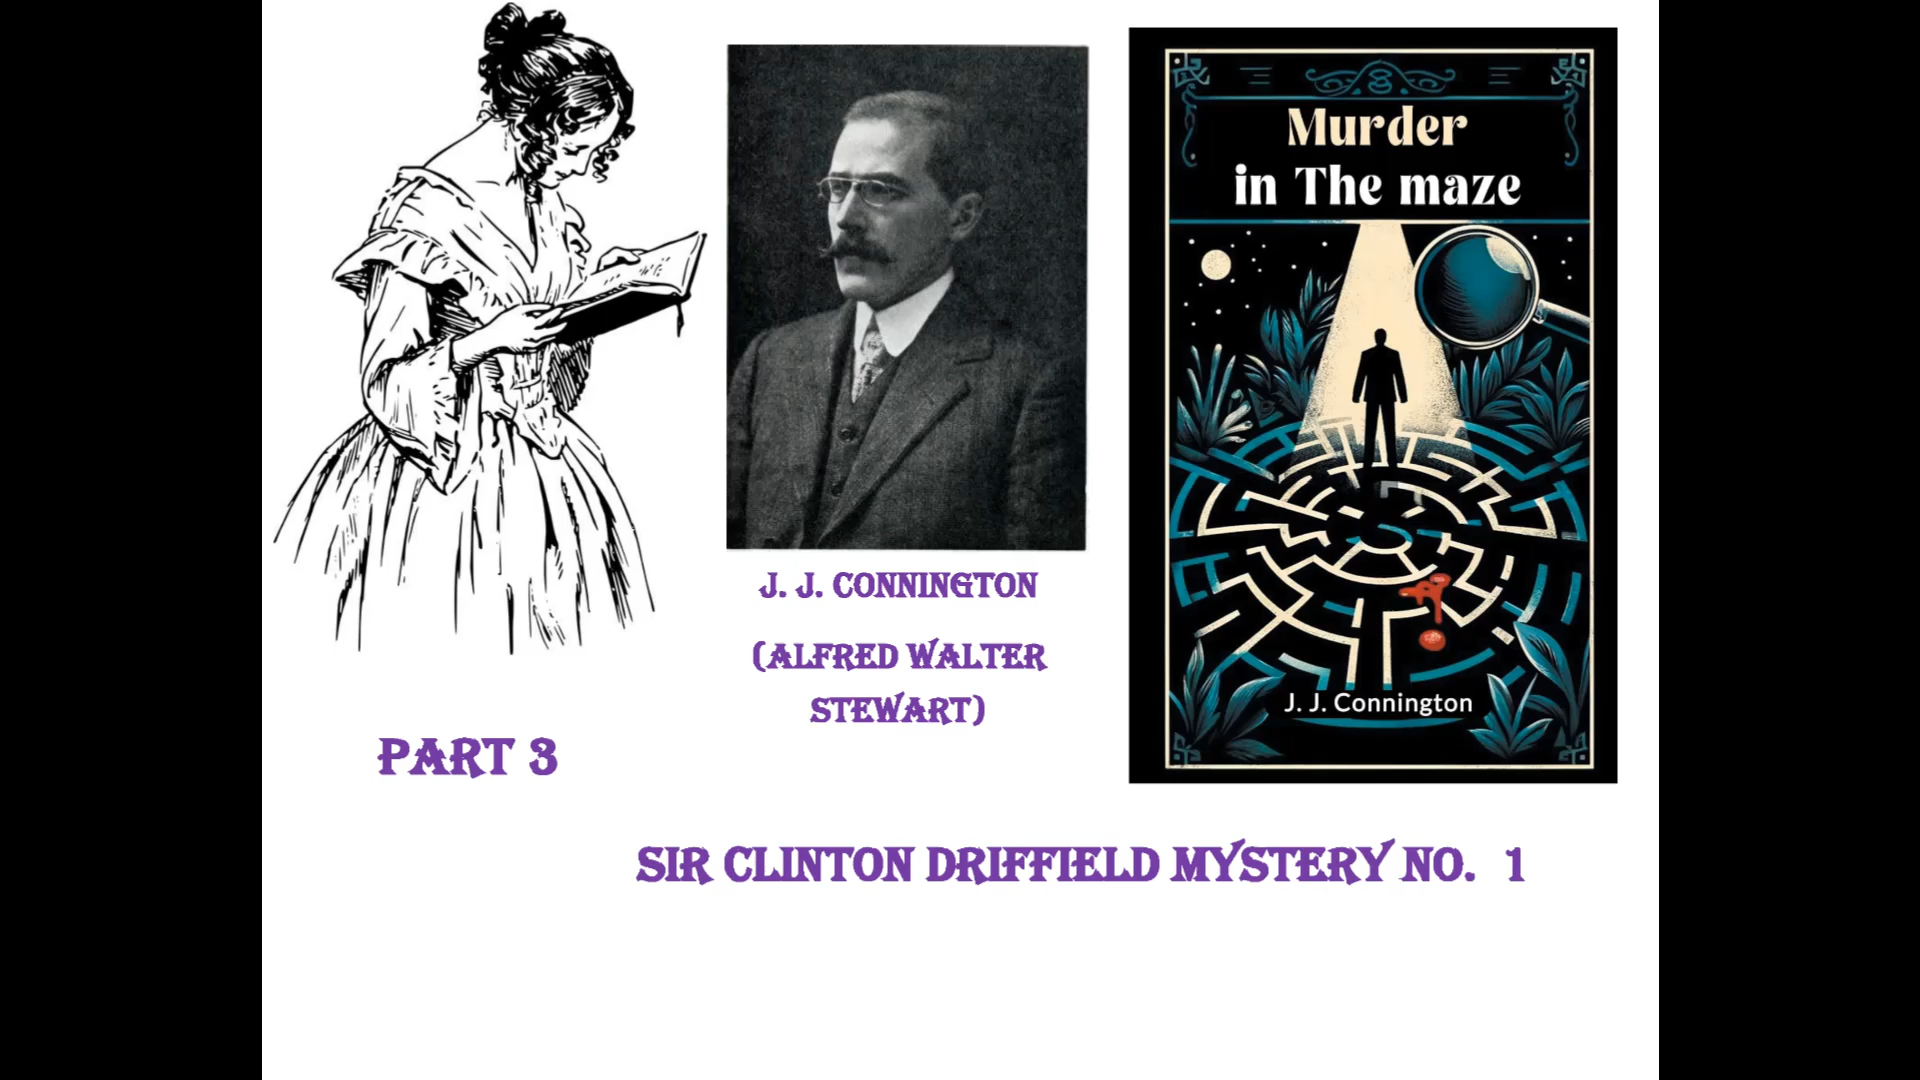 Murder
in The maze
J. J. Connington
J. J. CONNINGTON
(ALFRED WALTER
STEWART)
PART 3
SIR CLINTON DRIFFIELD MYSTERY NO. 1